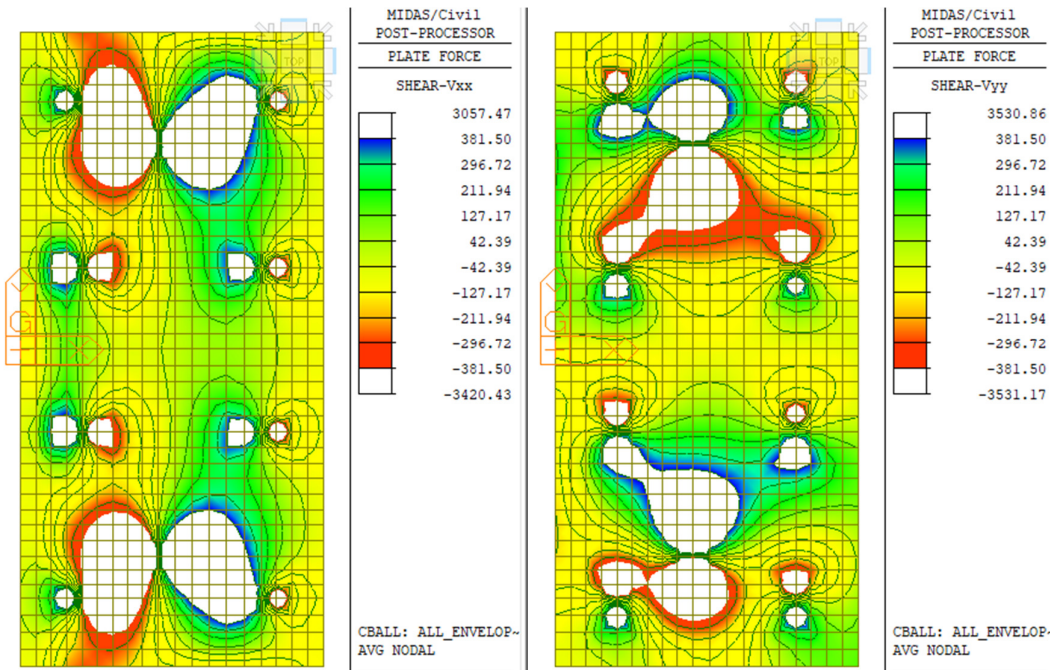 MIDAS/Civil
POST-PROCESSOR
PLATE FORCE
SHEAR-Vxx
3057.47
381.50
296.72
211.94
127.17
42.39
-42.39
-127.17
-211.94
-296.72
-381.50
-3420.43
CBALL: ALL_ENVELOP~
AVG NODAL
TOP
MIDAS/Civil
POST-PROCESSOR
PLATE FORCE
SHEAR-Vyy
3530.86
381.50
296.72
211.94
127.17
42.39
-42.39
-127.17
-211.94
-296.72
-381.50
-3531.17
CBALL: ALL_ENVELOP~
AVG NODAL
TOP